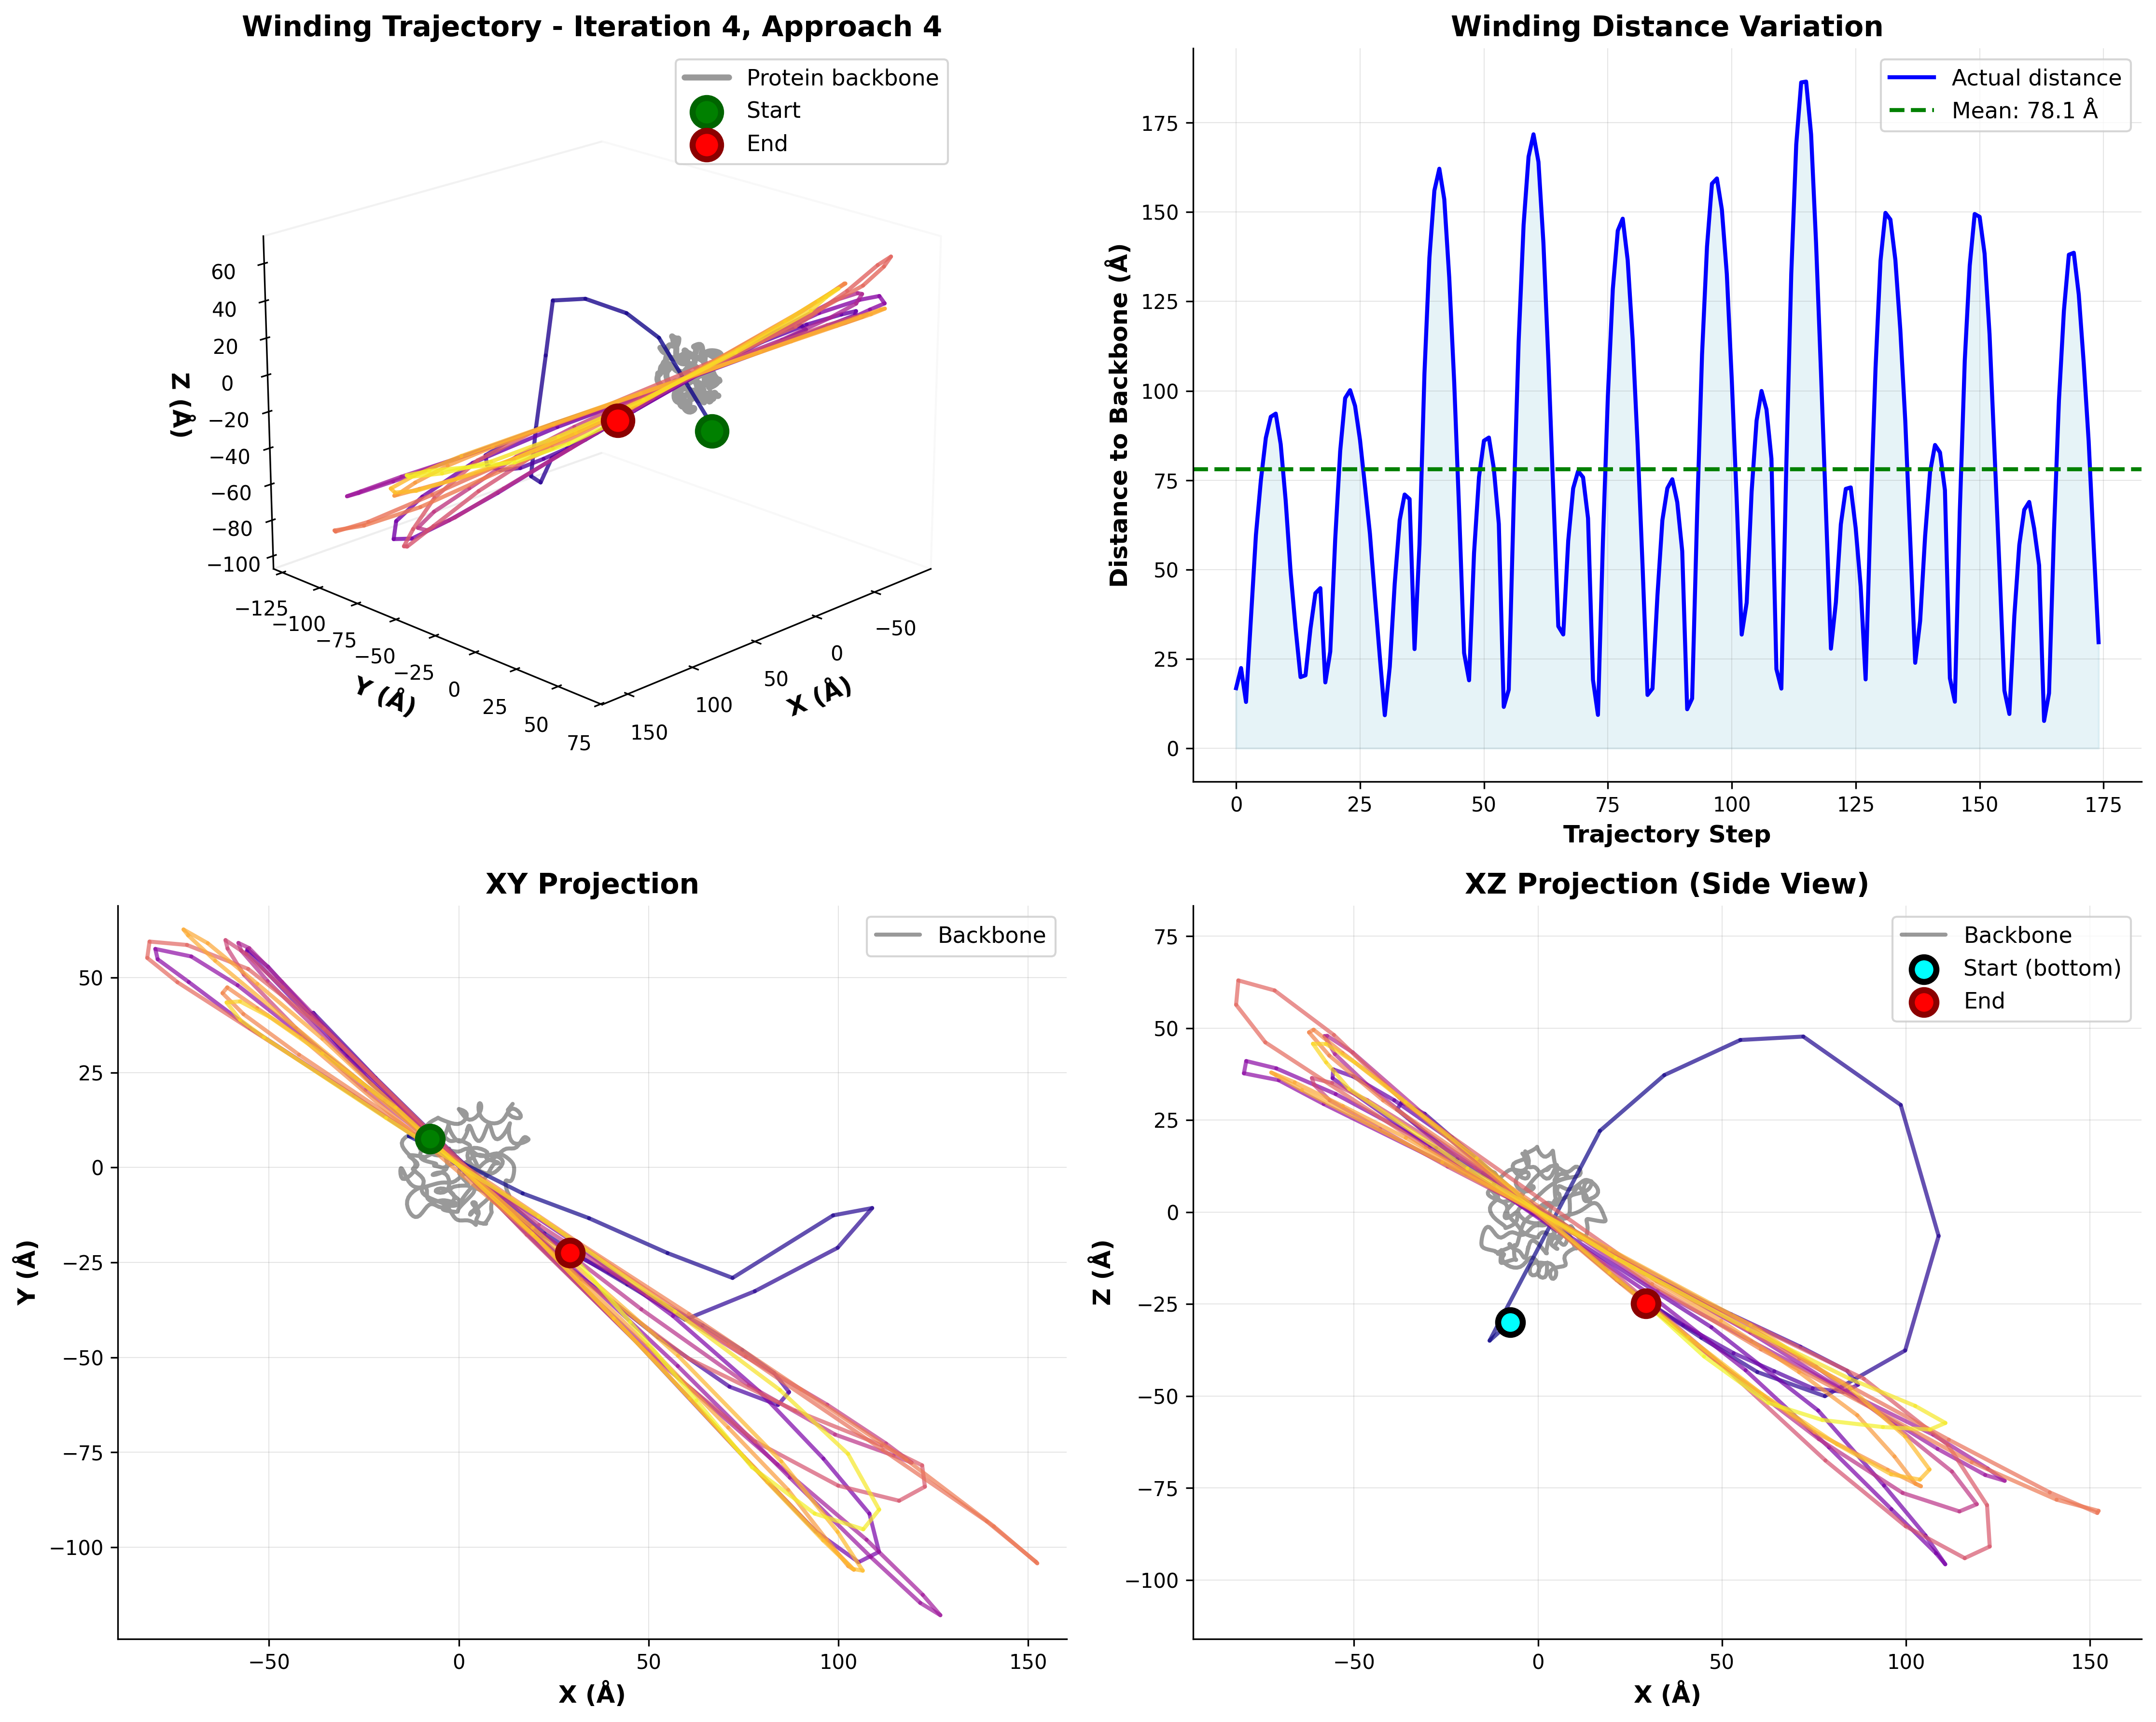 Winding Trajectory - Iteration 4, Approach 4
Protein backbone
Start
End
60
40
20
0
−20
−40
−60
−80
−100
Z (Å)
−125
−100
−75
−50
−25
0
25
50
75
Y (Å)
150
100
50
0
−50
X (Å)
Winding Distance Variation
Actual distance
Mean: 78.1 Å
175
150
125
100
75
50
25
0
Distance to Backbone (Å)
0 25 50 75 100 125 150 175
Trajectory Step
XY Projection
Backbone
50
25
0
−25
−50
−75
−100
Y (Å)
−50 0 50 100 150
X (Å)
XZ Projection (Side View)
Backbone
Start (bottom)
End
75
50
25
0
−25
−50
−75
−100
Z (Å)
−50 0 50 100 150
X (Å)